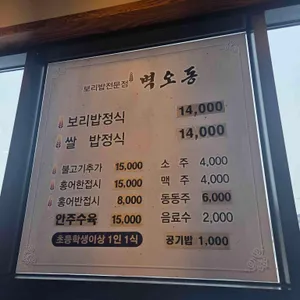 보리밥전문점 벽오동
보리밥정식 14,000
쌀 밥정식 14,000
불고기추가 15,000 소 주 4,000
홍어한접시 15,000 맥 주 4,000
홍어반접시 8,000 동동주 6,000
안주수육 15,000 음료수 2,000
초등학생이상 1인 1식 공기밥 1.000